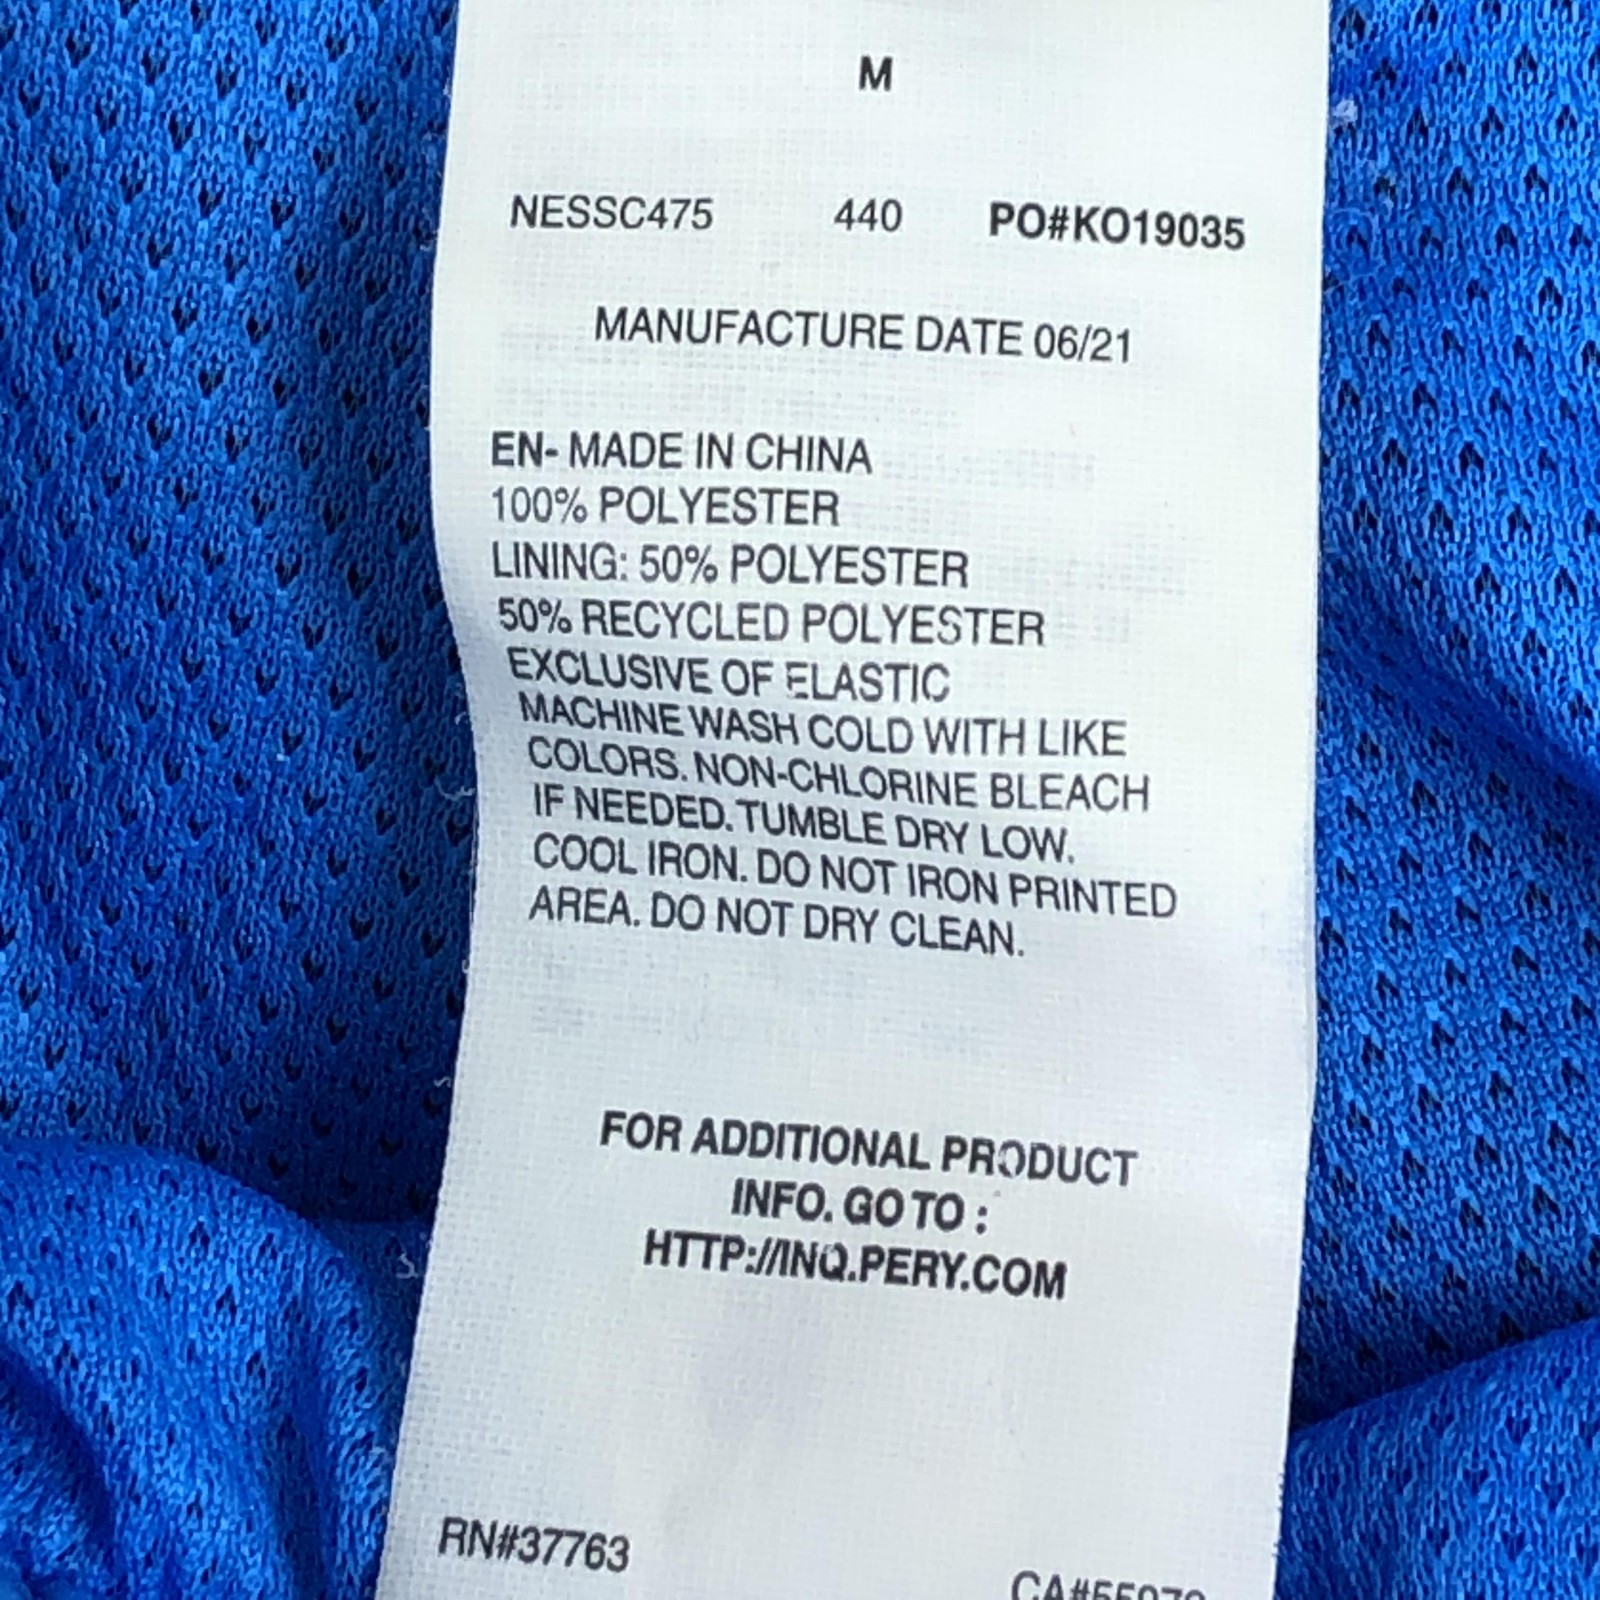 M
NESSC475 440 PO#KO19035
MANUFACTURE DATE 06/21
EN- MADE IN CHINA
100% POLYESTER
LINING: 50% POLYESTER
50% RECYCLED POLYESTER
EXCLUSIVE OF ELASTIC
MACHINE WASH COLD WITH LIKE
COLORS. NON-CHLORINE BLEACH
IF NEEDED. TUMBLE DRY LOW.
COOL IRON. DO NOT IRON PRINTED
AREA. DO NOT DRY CLEAN.
FOR ADDITIONAL PRODUCT
INFO. GO TO :
HTTP://INQ.PERY.COM
RN#37763